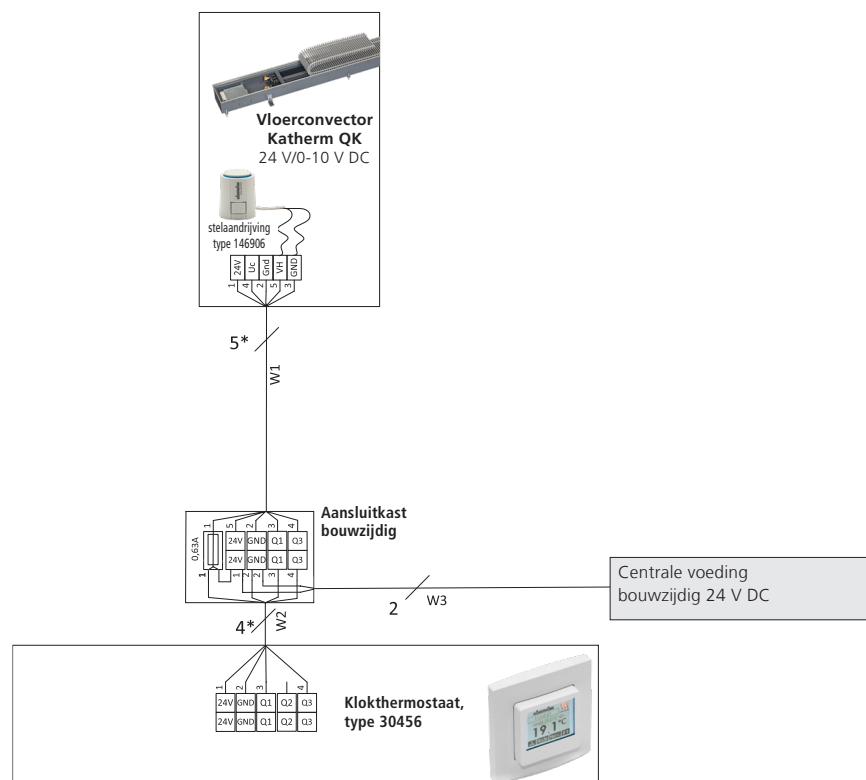 Vloerconvector
Katherm QK
24 V/0-10 V DC
stelaandrijving
type 146906
24V Uc Gnd VH GND
1 4 2 5 3
5*
W1
Aansluitkast
bouwzijdig
1 5 2 3 4
0,63A
24V GND Q1 Q3
24V GND Q1 Q3
1 1 2 2 3 4
Centrale voeding
bouwzijdig 24 V DC
2
W3
4*
W2
1 2 3 4
24V GND Q1 Q2 Q3
24V GND Q1 Q2 Q3
Klokthermostaat,
type 30456
19.1°C